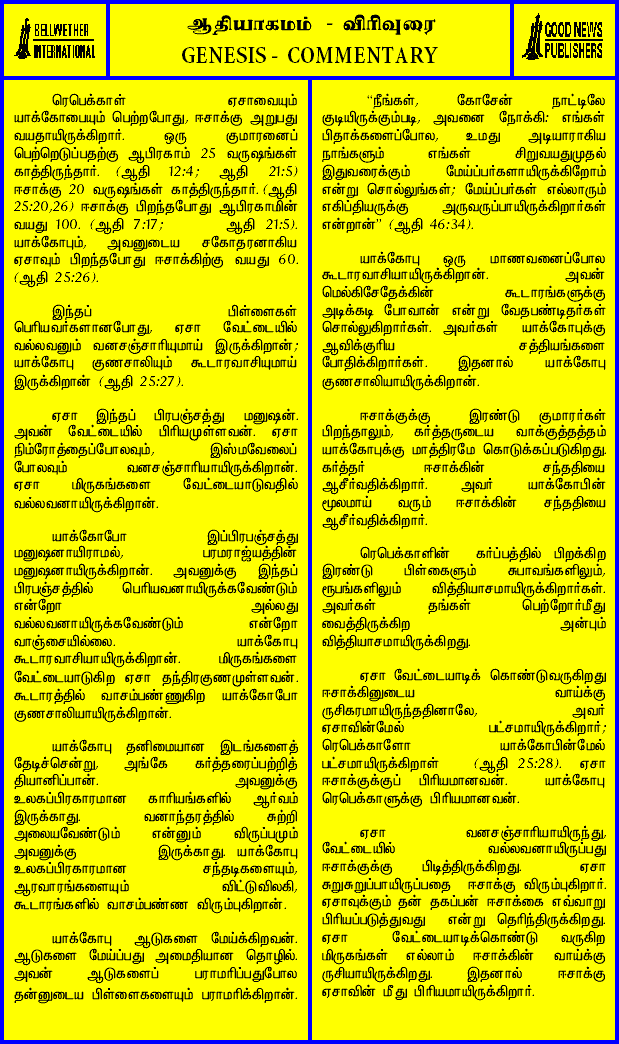 BELLWETHER
INTERNATIONAL
ஆதியாகமம் - விரிவுரை
GENESIS - COMMENTARY
GOOD NEWS
PUBLISHERS
ரெபெக்காள் ஏசாவையும்
யாக்கோபையும் பெற்றபோது, ஈசாக்கு அறுபது
வயதாயிருக்கிறார். ஒரு குமாரனைப்
பெற்றெடுப்பதற்கு ஆபிரகாம் 25 வருஷங்கள்
காத்திருந்தார். (ஆதி 12:4; ஆதி 21:5)
ஈசாக்கு 20 வருஷங்கள் காத்திருந்தார். (ஆதி
25:20,26) ஈசாக்கு பிறந்தபோது ஆபிரகாமின்
வயது 100. (ஆதி 7:17; ஆதி 21:5).
யாக்கோபும், அவனுடைய சகோதரனாகிய
ஏசாவும் பிறந்தபோது ஈசாக்கிற்கு வயது 60.
(ஆதி 25:26).
இந்தப் பிள்ளைகள்
பெரியவர்களானபோது, ஏசா வேட்டையில்
வல்லவனும் வனசஞ்சாரியுமாய் இருக்கிறான்;
யாக்கோபு குணசாலியும் கூடாரவாசியுமாய்
இருக்கிறான் (ஆதி 25:27).
ஏசா இந்தப் பிரபஞ்சத்து மனுஷன்.
அவன் வேட்டையில் பிரியமுள்ளவன். ஏசா
நிம்ரோத்தைப்போலவும், இஸ்மவேலைப்
போலவும் வனசஞ்சாரியாயிருக்கிறான்.
ஏசா மிருகங்களை வேட்டையாடுவதில்
வல்லவனாயிருக்கிறான்.
யாக்கோபோ இப்பிரபஞ்சத்து
மனுஷனாயிராமல், பரமராஜ்யத்தின்
மனுஷனாயிருக்கிறான். அவனுக்கு இந்தப்
பிரபஞ்சத்தில் பெரியவனாயிருக்கவேண்டும்
என்றோ அல்லது
வல்லவனாயிருக்கவேண்டும் என்றோ
வாஞ்சையில்லை. யாக்கோபு
கூடாரவாசியாயிருக்கிறான். மிருகங்களை
வேட்டையாடுகிற ஏசா தந்திரகுணமுள்ளவன்.
கூடாரத்தில் வாசம்பண்ணுகிற யாக்கோபோ
குணசாலியாயிருக்கிறான்.
யாக்கோபு தனிமையான இடங்களைத்
தேடிச்சென்று, அங்கே கர்த்தரைப்பற்றித்
தியானிப்பான். அவனுக்கு
உலகப்பிரகாரமான காரியங்களில் ஆர்வம்
இருக்காது. வனாந்தரத்தில் சுற்றி
அலையவேண்டும் என்னும் விருப்பமும்
அவனுக்கு இருக்காது. யாக்கோபு
உலகப்பிரகாரமான சந்தடிகளையும்,
ஆரவாரங்களையும் விட்டுவிலகி,
கூடாரங்களில் வாசம்பண்ண விரும்புகிறான்.
யாக்கோபு ஆடுகளை மேய்க்கிறவன்.
ஆடுகளை மேய்ப்பது அமைதியான தொழில்.
அவன் ஆடுகளைப் பராமரிப்பதுபோல
தன்னுடைய பிள்ளைகளையும் பராமரிக்கிறான்.
“நீங்கள், கோசேன் நாட்டிலே
குடியிருக்கும்படி, அவனை நோக்கி: எங்கள்
பிதாக்களைப்போல, உமது அடியாராகிய
நாங்களும் எங்கள் சிறுவயதுமுதல்
இதுவரைக்கும் மேய்ப்பர்களாயிருக்கிறோம்
என்று சொல்லுங்கள்; மேய்ப்பர்கள் எல்லாரும்
எகிப்தியருக்கு அருவருப்பாயிருக்கிறார்கள்
என்றான்” (ஆதி 46:34).
யாக்கோபு ஒரு மாணவனைப்போல
கூடாரவாசியாயிருக்கிறான். அவன்
மெல்கிசேதேக்கின் கூடாரங்களுக்கு
அடிக்கடி போவான் என்று வேதபண்டிதர்கள்
சொல்லுகிறார்கள். அவர்கள் யாக்கோபுக்கு
ஆவிக்குரிய சத்தியங்களை
போதிக்கிறார்கள். இதனால் யாக்கோபு
குணசாலியாயிருக்கிறான்.
ஈசாக்குக்கு இரண்டு குமாரர்கள்
பிறந்தாலும், கர்த்தருடைய வாக்குத்தத்தம்
யாக்கோபுக்கு மாத்திரமே கொடுக்கப்படுகிறது.
கர்த்தர் ஈசாக்கின் சந்ததியை
ஆசீர்வதிக்கிறார். அவர் யாக்கோபின்
மூலமாய் வரும் ஈசாக்கின் சந்ததியை
ஆசீர்வதிக்கிறார்.
ரெபெக்காளின் கர்ப்பத்தில் பிறக்கிற
இரண்டு பிள்களும் சுபாவங்களிலும்,
ரூபங்களிலும் வித்தியாசமாயிருக்கிறார்கள்.
அவர்கள் தங்கள் பெற்றோர்மீது
வைத்திருக்கிற அன்பும்
வித்தியாசமாயிருக்கிறது.
ஏசா வேட்டையாடிக் கொண்டுவருகிறது
ஈசாக்கினுடைய வாய்க்கு
ருசிகரமாயிருந்ததினாலே, அவர்
ஏசாவின்மேல் பட்சமாயிருக்கிறார்;
ரெபெக்காளோ யாக்கோபின்மேல்
பட்சமாயிருக்கிறாள் (ஆதி 25:28). ஏசா
ஈசாக்குக்குப் பிரியமானவன். யாக்கோபு
ரெபெக்காளுக்கு பிரியமானவன்.
ஏசா வனசஞ்சாரியாயிருந்து,
வேட்டையில் வல்லவனாயிருப்பது
ஈசாக்குக்கு பிடித்திருக்கிறது. ஏசா
சுறுசுறுப்பாயிருப்பதை ஈசாக்கு விரும்புகிறார்.
ஏசாவுக்கும் தன் தகப்பன் ஈசாக்கை எவ்வாறு
பிரியப்படுத்துவது என்று தெரிந்திருக்கிறது.
ஏசா வேட்டையாடிக்கொண்டு வருகிற
மிருகங்கள் எல்லாம் ஈசாக்கின் வாய்க்கு
ருசியாயிருக்கிறது. இதனால் ஈசாக்கு
ஏசாவின் மீது பிரியமாயிருக்கிறார்.